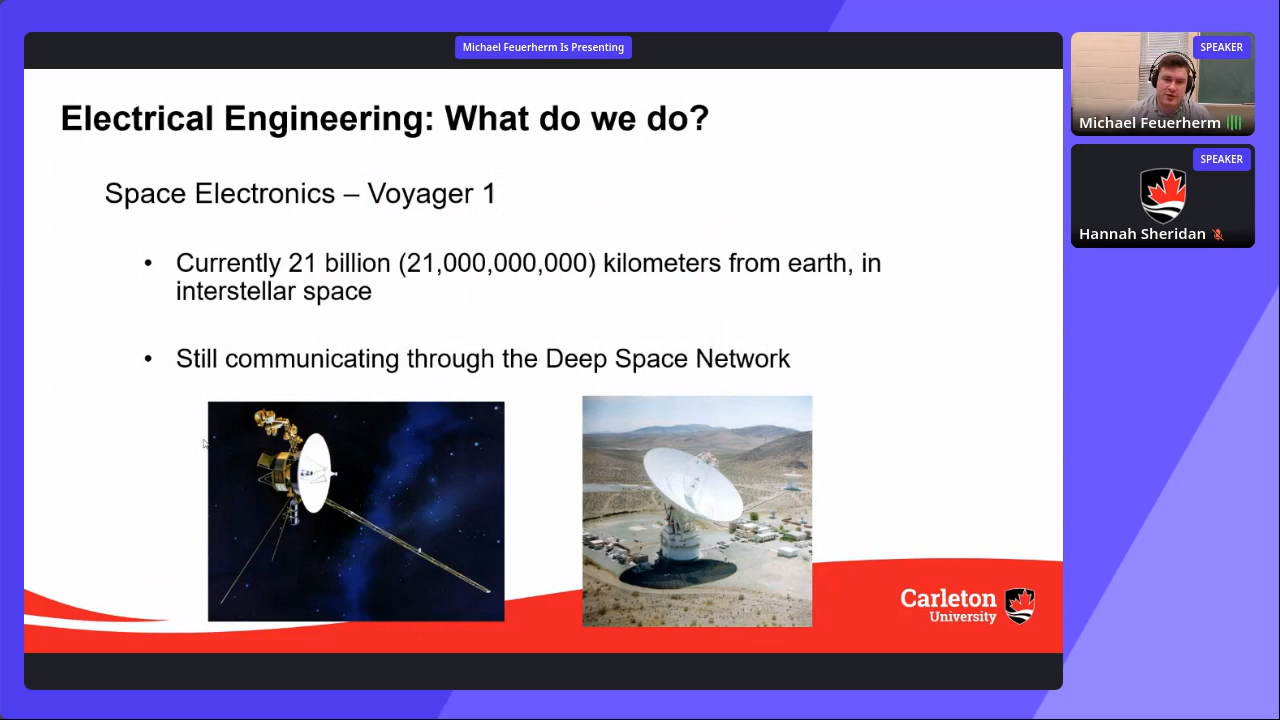 Michael Feuerherm Is Presenting
Electrical Engineering: What do we do?
Space Electronics – Voyager 1
• Currently 21 billion (21,000,000,000) kilometers from earth, in
interstellar space
• Still communicating through the Deep Space Network
Carleton
University
SPEAKER
Michael Feuerherm
SPEAKER
Hannah Sheridan